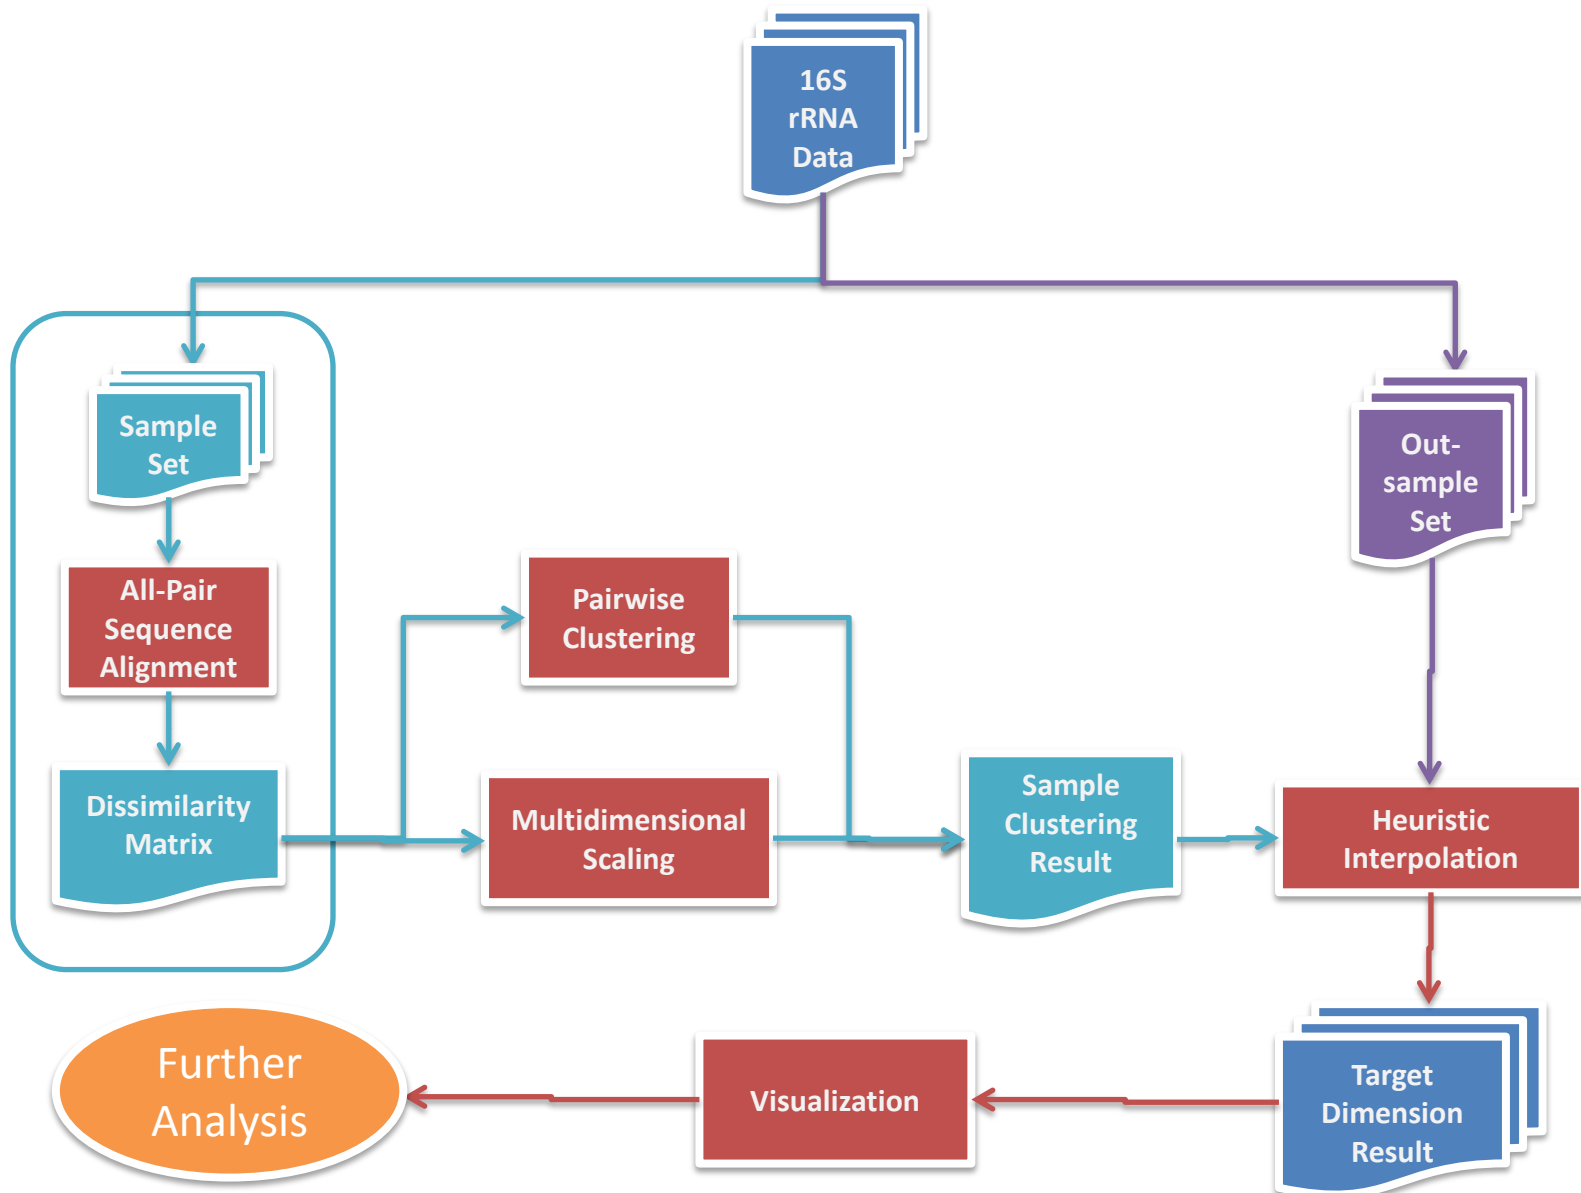 16S
rRNA
Data
Sample
Set
Out-
sample
Set
All-Pair
Sequence
Alignment
Pairwise
Clustering
Dissimilarity
Matrix
Multidimensional
Scaling
Sample
Clustering
Result
Heuristic
Interpolation
Further
Analysis
Visualization
Target
Dimension
Result